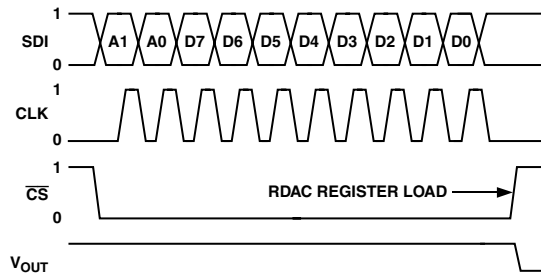 1
SDI A1 A0 D7 D6 D5 D4 D3 D2 D1 D0
0
1
CLK
0
1
CS RDAC REGISTER LOAD
0
VOUT